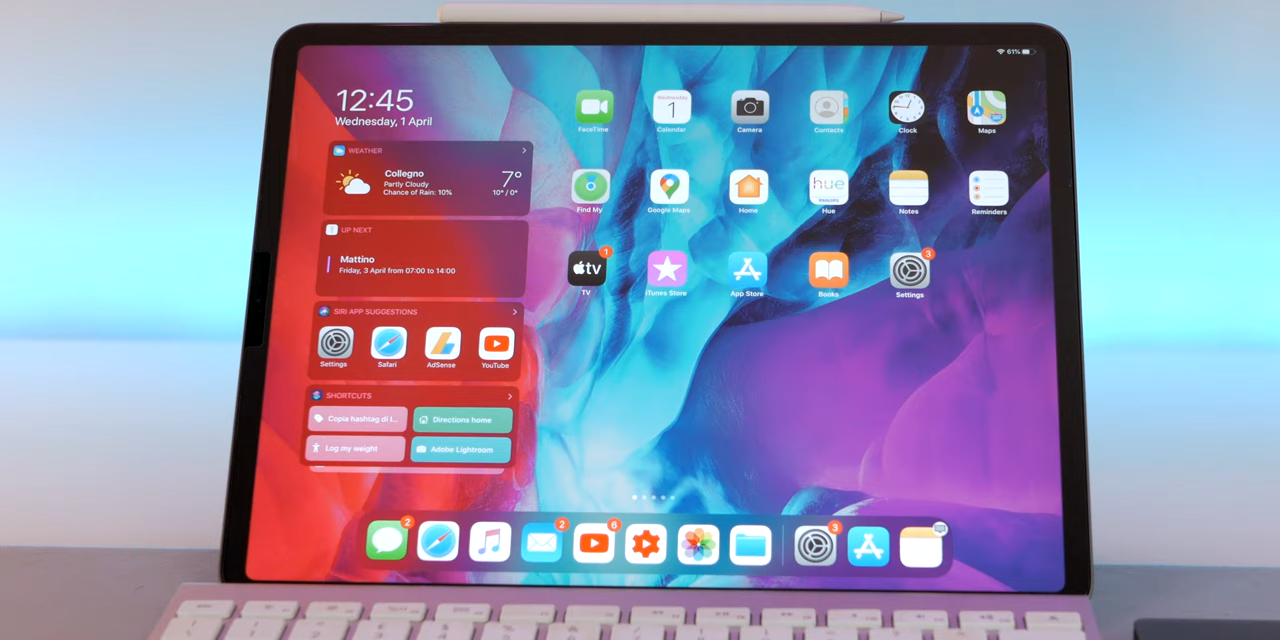 61%
12:45
Wednesday, 1 April
WEATHER
Collegno
Partly Cloudy
Chance of Rain: 10%
7°
10° / 0°
UP NEXT
Mattino
Friday, 3 April from 07:00 to 14:00
SIRI APP SUGGESTIONS
Settings
Safari
AdSense
YouTube
SHORTCUTS
Copia hashtag di I...
Directions home
Log my weight
Adobe Lightroom
FaceTime
Wednesday
1
Calendar
Camera
Contacts
Clock
Maps
Find My
Google Maps
Home
hue
PHILIPS
Hue
Notes
Reminders
tv
1
TV
iTunes Store
App Store
Books
3
Settings
2
2
6
3